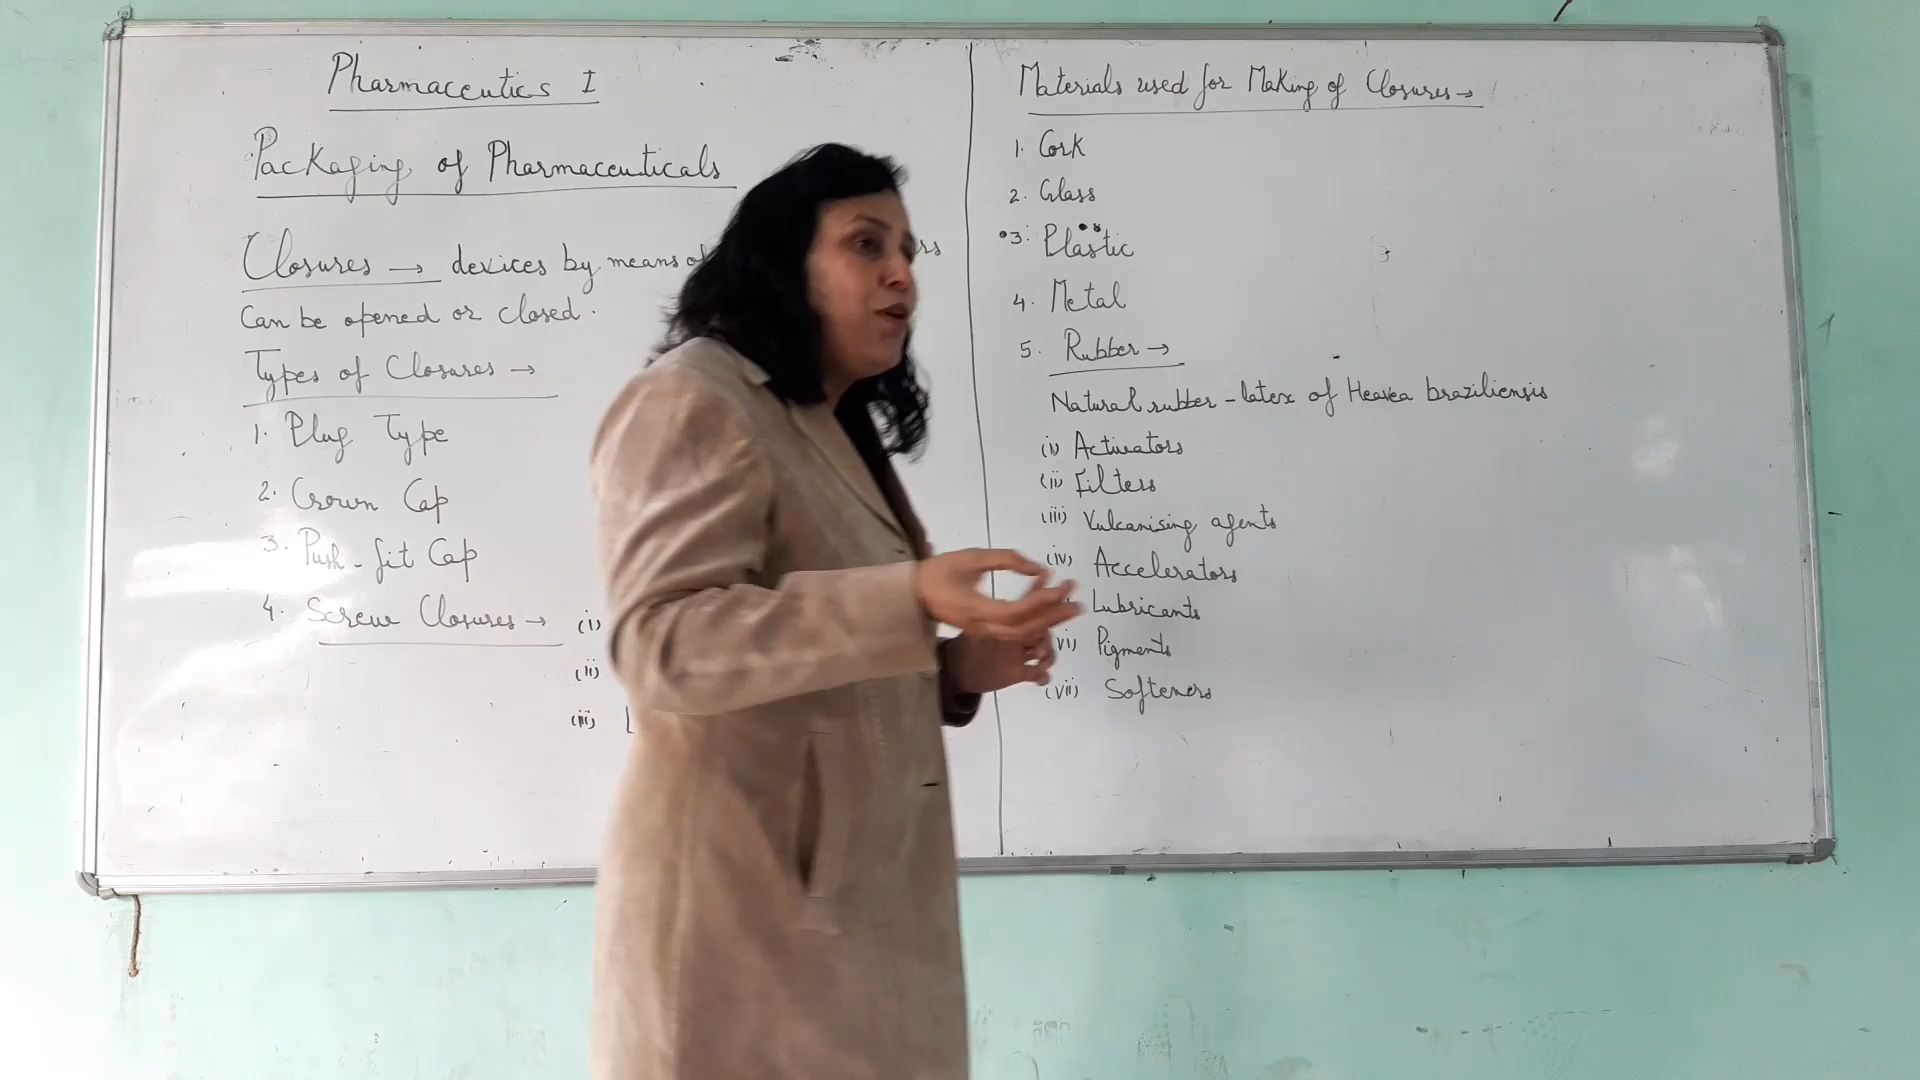 Pharmaceutics I
Packaging of Pharmaceuticals
Closures → devices by means of
Can be opened or closed.
Types of Closures →
1. Plug Type
2. Crown Cap
3. Push-fit Cap
4. Screw Closures → (i)
(ii)
(iii)
Materials used for Making of Closures →
1. Cork
2. Glass
3. Plastic
4. Metal
5. Rubber →
Natural rubber - latex of Heavea braziliensis
(i) Activators
(ii) Filters
(iii) Vulcanising agents
(iv) Accelerators
Lubricants
vi) Pigments
(vii) Softeners